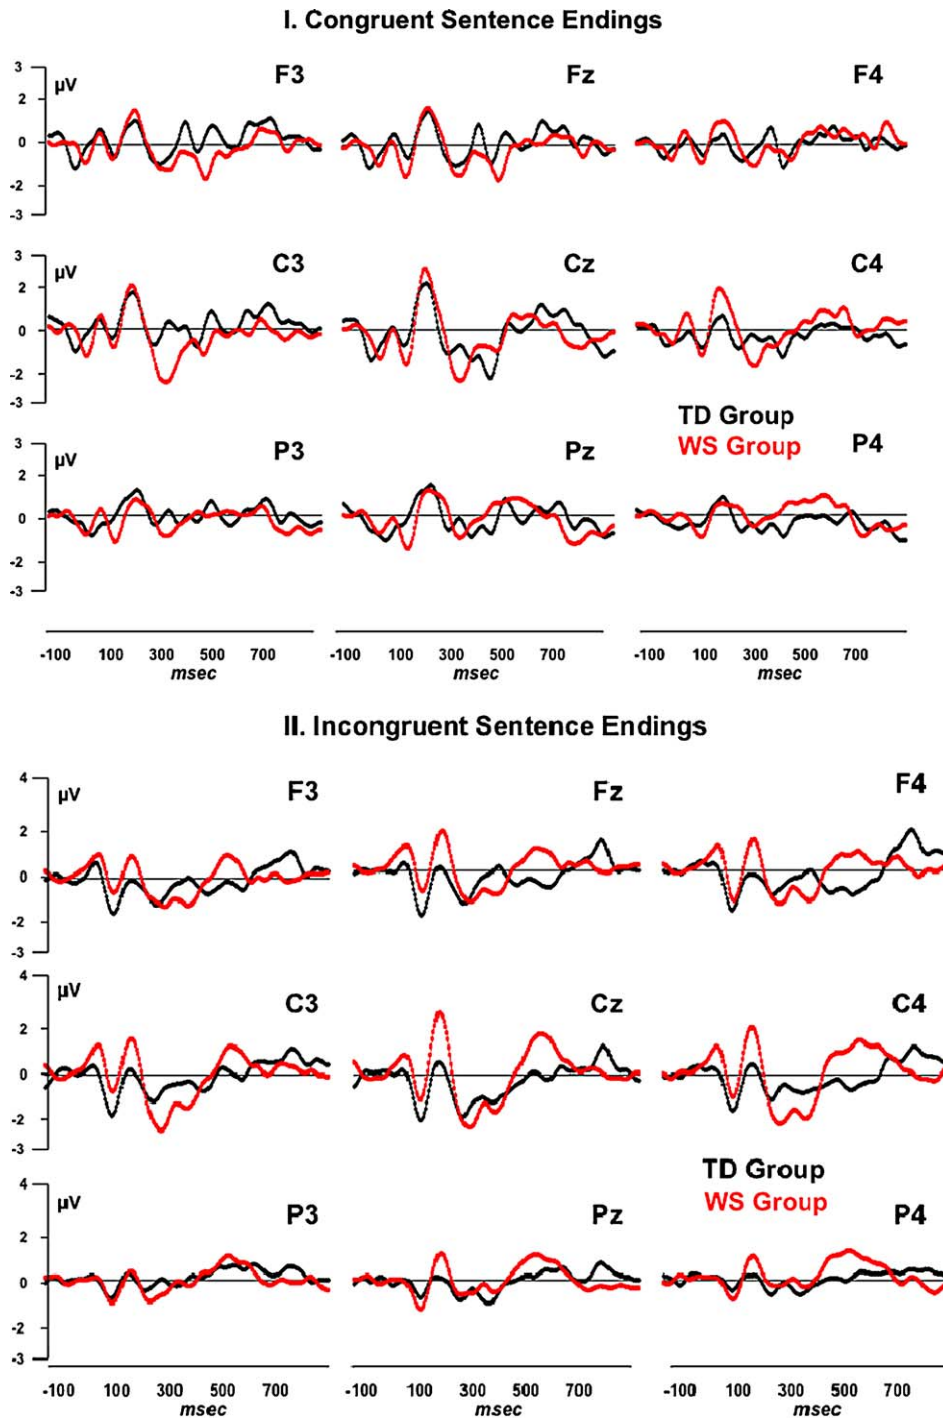 I. Congruent Sentence Endings
3 µV F3 Fz F4
2
0
-2
-3
3 µV C3 Cz C4
2
0
-2
-3
TD Group
WS Group
3 µV P3 Pz P4
2
0
-2
-3
-100 100 300 500 700 -100 100 300 500 700 -100 100 300 500 700
msec msec msec
II. Incongruent Sentence Endings
4 µV F3 Fz F4
2
0
-2
-3
4 µV C3 Cz C4
2
0
-2
-3
TD Group
WS Group
4 µV P3 Pz P4
2
0
-2
-3
-100 100 300 500 700 -100 100 300 500 700 -100 100 300 500 700
msec msec msec